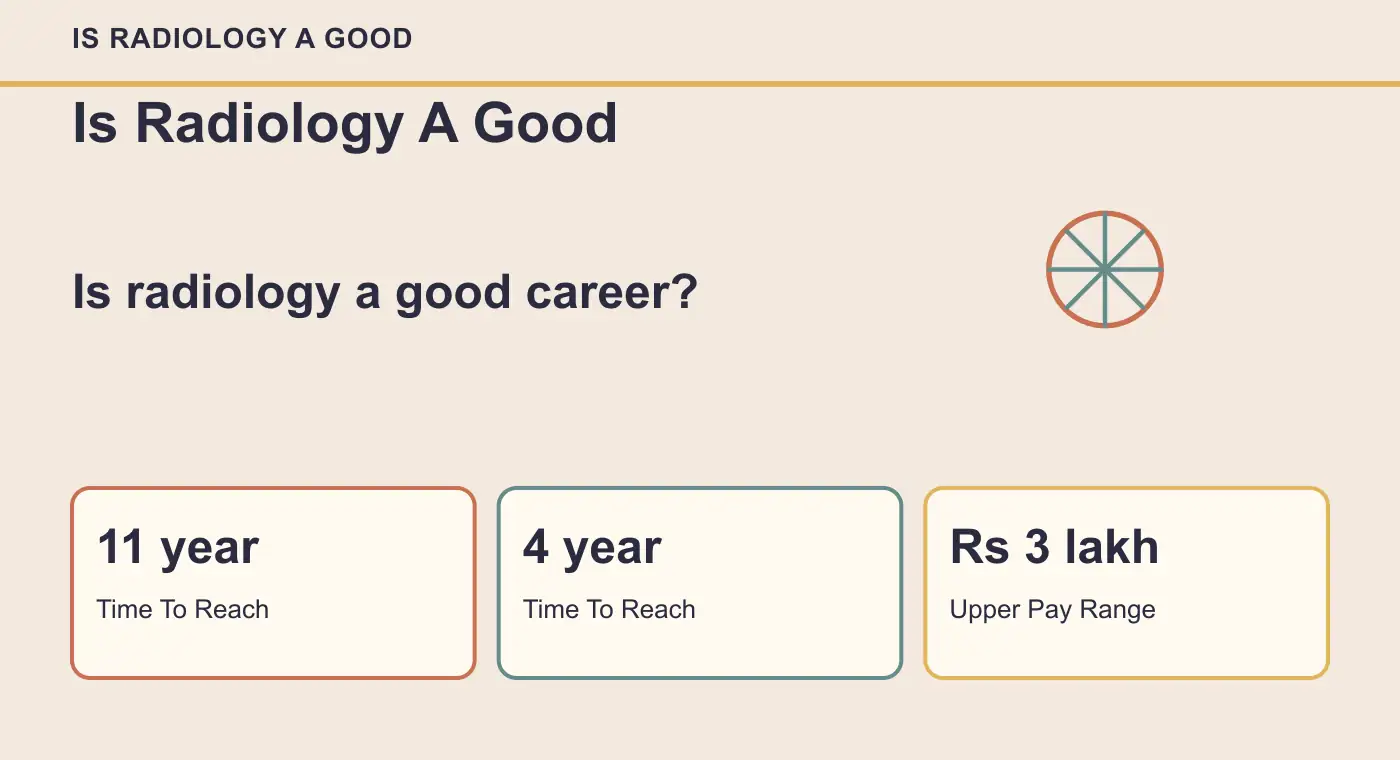 IS RADIOLOGY A GOOD
Is Radiology A Good
Is radiology a good career?
11 year
Time To Reach
4 year
Time To Reach
Rs 3 lakh
Upper Pay Range